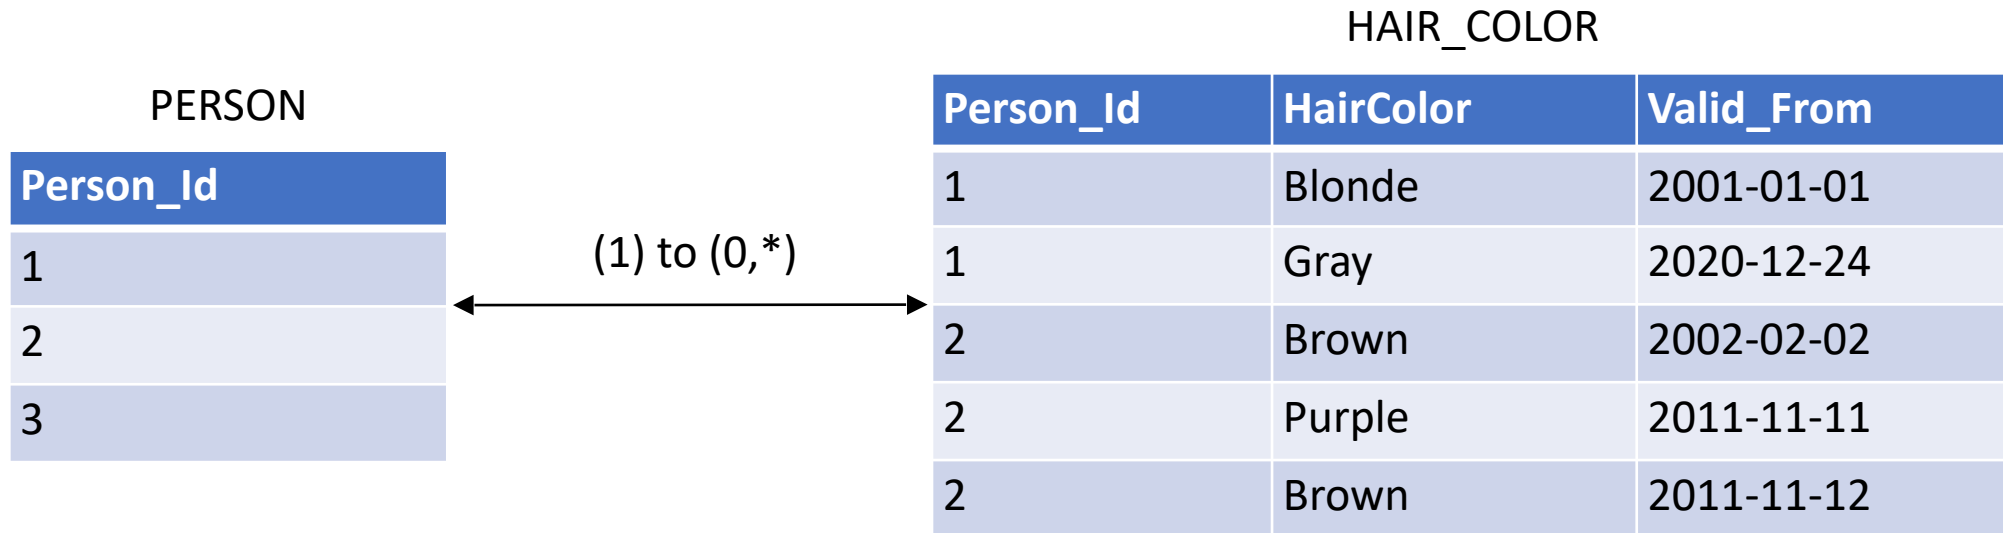 PERSON
Person_Id
1
2
3
(1) to (0,*)
HAIR_COLOR
Person_Id HairColor Valid_From
1 Blonde 2001-01-01
1 Gray 2020-12-24
2 Brown 2002-02-02
2 Purple 2011-11-11
2 Brown 2011-11-12